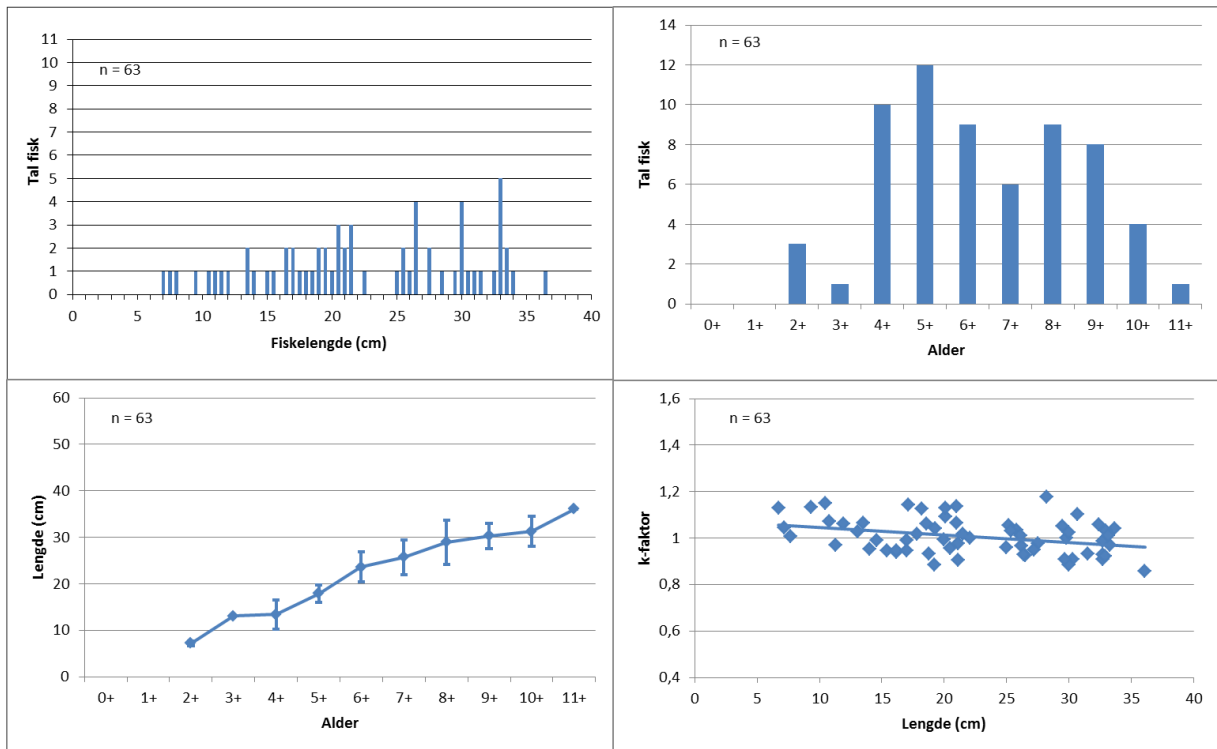 11
10
9
8
7
6
5
4
3
2
1
0
Tal fisk
n = 63
0 5 10 15 20 25 30 35 40
Fiskelengde (cm)
14
12
10
8
6
4
2
0
Tal fisk
n = 63
0+ 1+ 2+ 3+ 4+ 5+ 6+ 7+ 8+ 9+ 10+ 11+
Alder
60
50
40
30
20
10
0
Lengde (cm)
n = 63
0+ 1+ 2+ 3+ 4+ 5+ 6+ 7+ 8+ 9+ 10+ 11+
Alder
1,6
1,4
1,2
1
0,8
0,6
0,4
k-faktor
n = 63
0 5 10 15 20 25 30 35 40
Lengde (cm)